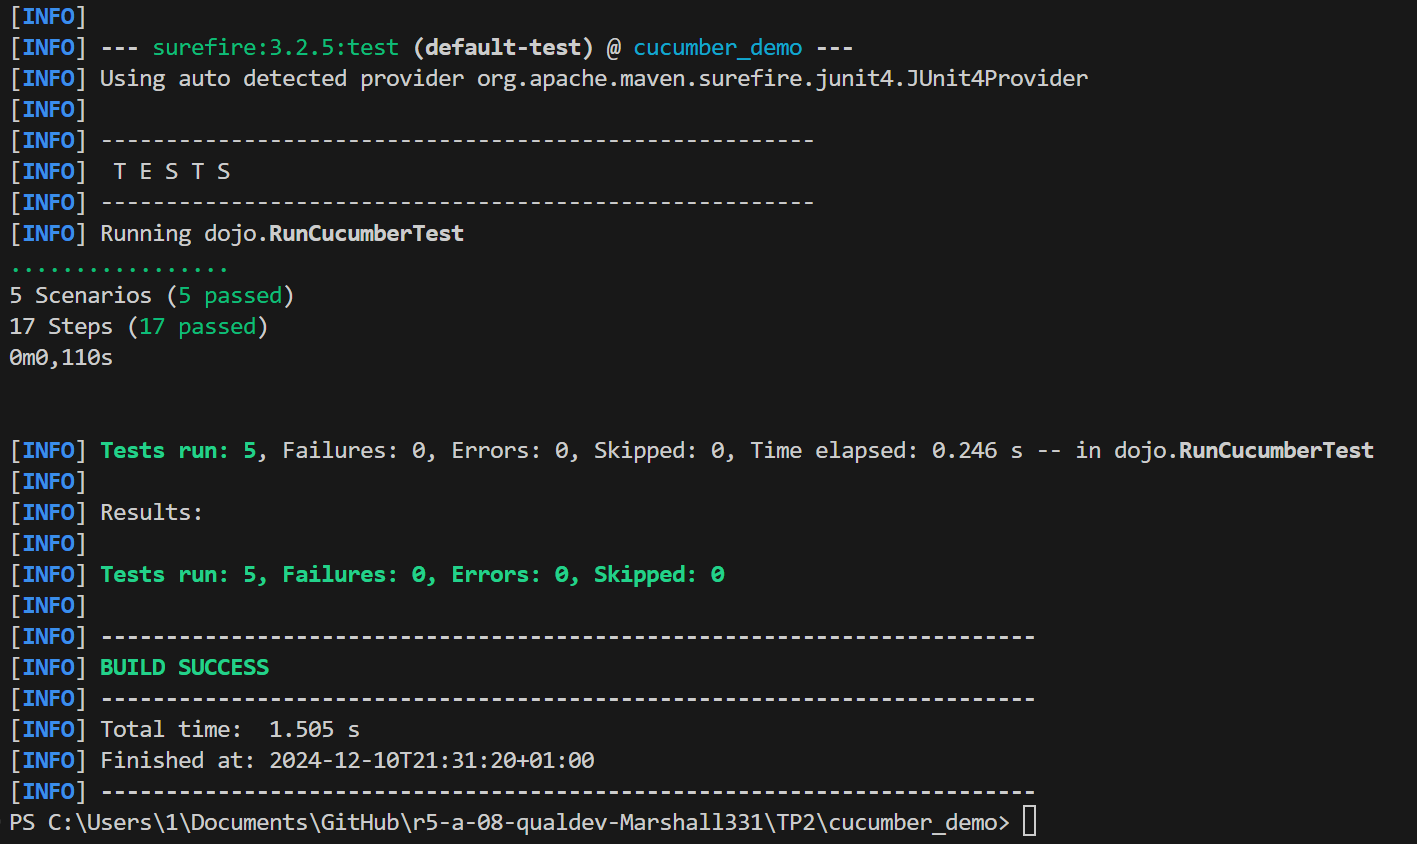 [INFO]
[INFO] --- surefire:3.2.5:test (default-test) @ cucumber_demo ---
[INFO] Using auto detected provider org.apache.maven.surefire.junit4.JUnit4Provider
[INFO]
[INFO] -------------------------------------------------------
[INFO]  T E S T S
[INFO] -------------------------------------------------------
[INFO] Running dojo.RunCucumberTest
.................
5 Scenarios (5 passed)
17 Steps (17 passed)
0m0,110s
[INFO] Tests run: 5, Failures: 0, Errors: 0, Skipped: 0, Time elapsed: 0.246 s -- in dojo.RunCucumberTest
[INFO]
[INFO] Results:
[INFO]
[INFO] Tests run: 5, Failures: 0, Errors: 0, Skipped: 0
[INFO]
[INFO] ------------------------------------------------------------------------
[INFO] BUILD SUCCESS
[INFO] ------------------------------------------------------------------------
[INFO] Total time:  1.505 s
[INFO] Finished at: 2024-12-10T21:31:20+01:00
[INFO] ------------------------------------------------------------------------
PS C:\Users\1\Documents\GitHub\r5-a-08-qualdev-Marshall331\TP2\cucumber_demo>